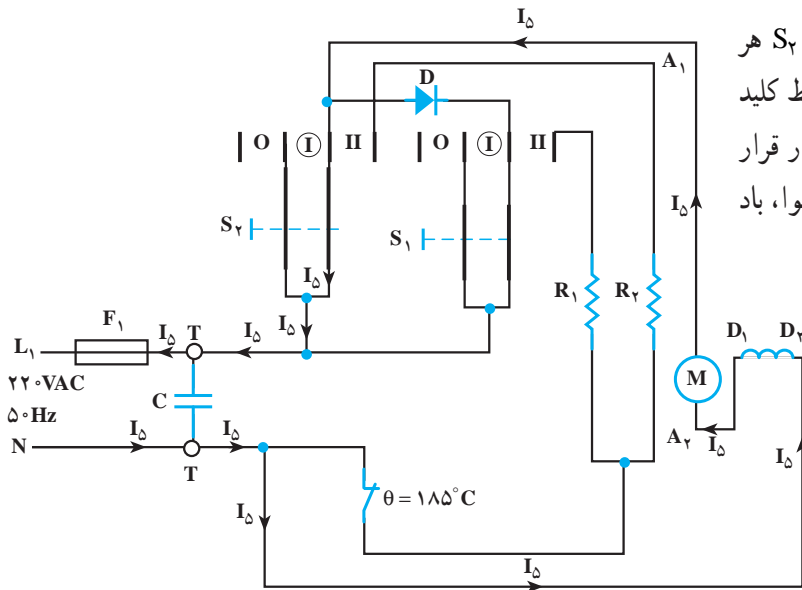 I۵
S۲ هر
A۱
D
ط کلید
O I II O I II
ر قرار
I۵
وا، باد
S۲
S۱
I۵
R۱ R۲
F۱ I۵ T I۵ I۵
D۱ D۲
L۱
۲۲۰VAC
۵۰Hz
C
M
N I۵ I۵
T
A۲ I۵
I۵
θ = ۱۸۵°C
I۵
I۵